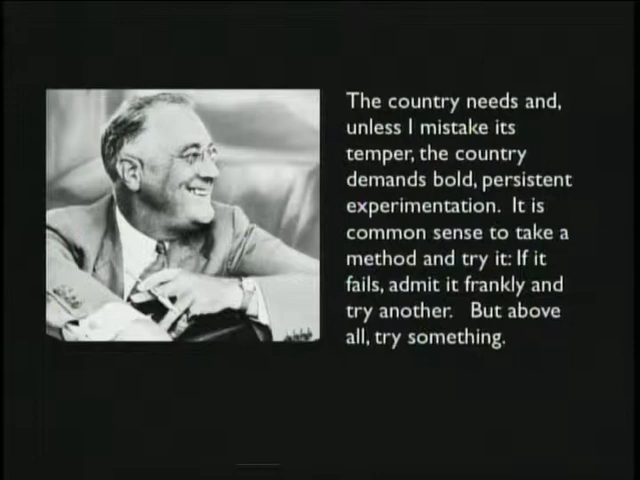 The country needs and,
unless I mistake its
temper, the country
demands bold, persistent
experimentation.  It is
common sense to take a
method and try it: If it
fails, admit it frankly and
try another.   But above
all, try something.